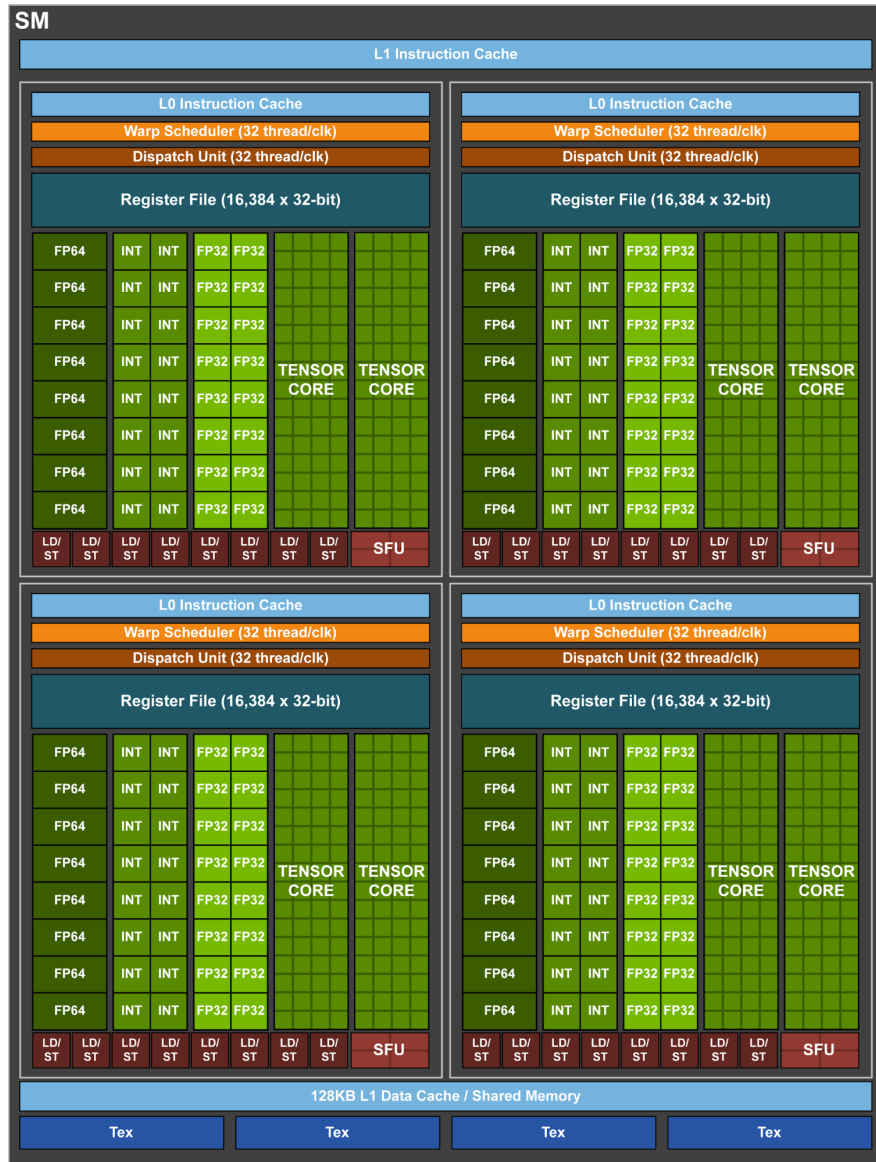 SM
L1 Instruction Cache
L0 Instruction Cache
Warp Scheduler (32 thread/clk)
Dispatch Unit (32 thread/clk)
Register File (16,384 x 32-bit)
FP64 INT INT FP32 FP32
FP64 INT INT FP32 FP32
FP64 INT INT FP32 FP32
FP64 INT INT FP32 FP32
TENSOR CORE TENSOR CORE
FP64 INT INT FP32 FP32
FP64 INT INT FP32 FP32
FP64 INT INT FP32 FP32
FP64 INT INT FP32 FP32
LD/ LD/ LD/ LD/ LD/ LD/ LD/ LD/
ST ST ST ST ST ST ST ST
SFU
L0 Instruction Cache
Warp Scheduler (32 thread/clk)
Dispatch Unit (32 thread/clk)
Register File (16,384 x 32-bit)
FP64 INT INT FP32 FP32
FP64 INT INT FP32 FP32
FP64 INT INT FP32 FP32
FP64 INT INT FP32 FP32
TENSOR CORE TENSOR CORE
FP64 INT INT FP32 FP32
FP64 INT INT FP32 FP32
FP64 INT INT FP32 FP32
FP64 INT INT FP32 FP32
LD/ LD/ LD/ LD/ LD/ LD/ LD/ LD/
ST ST ST ST ST ST ST ST
SFU
L0 Instruction Cache
Warp Scheduler (32 thread/clk)
Dispatch Unit (32 thread/clk)
Register File (16,384 x 32-bit)
FP64 INT INT FP32 FP32
FP64 INT INT FP32 FP32
FP64 INT INT FP32 FP32
FP64 INT INT FP32 FP32
TENSOR CORE TENSOR CORE
FP64 INT INT FP32 FP32
FP64 INT INT FP32 FP32
FP64 INT INT FP32 FP32
FP64 INT INT FP32 FP32
LD/ LD/ LD/ LD/ LD/ LD/ LD/ LD/
ST ST ST ST ST ST ST ST
SFU
L0 Instruction Cache
Warp Scheduler (32 thread/clk)
Dispatch Unit (32 thread/clk)
Register File (16,384 x 32-bit)
FP64 INT INT FP32 FP32
FP64 INT INT FP32 FP32
FP64 INT INT FP32 FP32
FP64 INT INT FP32 FP32
TENSOR CORE TENSOR CORE
FP64 INT INT FP32 FP32
FP64 INT INT FP32 FP32
FP64 INT INT FP32 FP32
FP64 INT INT FP32 FP32
LD/ LD/ LD/ LD/ LD/ LD/ LD/ LD/
ST ST ST ST ST ST ST ST
SFU
128KB L1 Data Cache / Shared Memory
Tex Tex Tex Tex